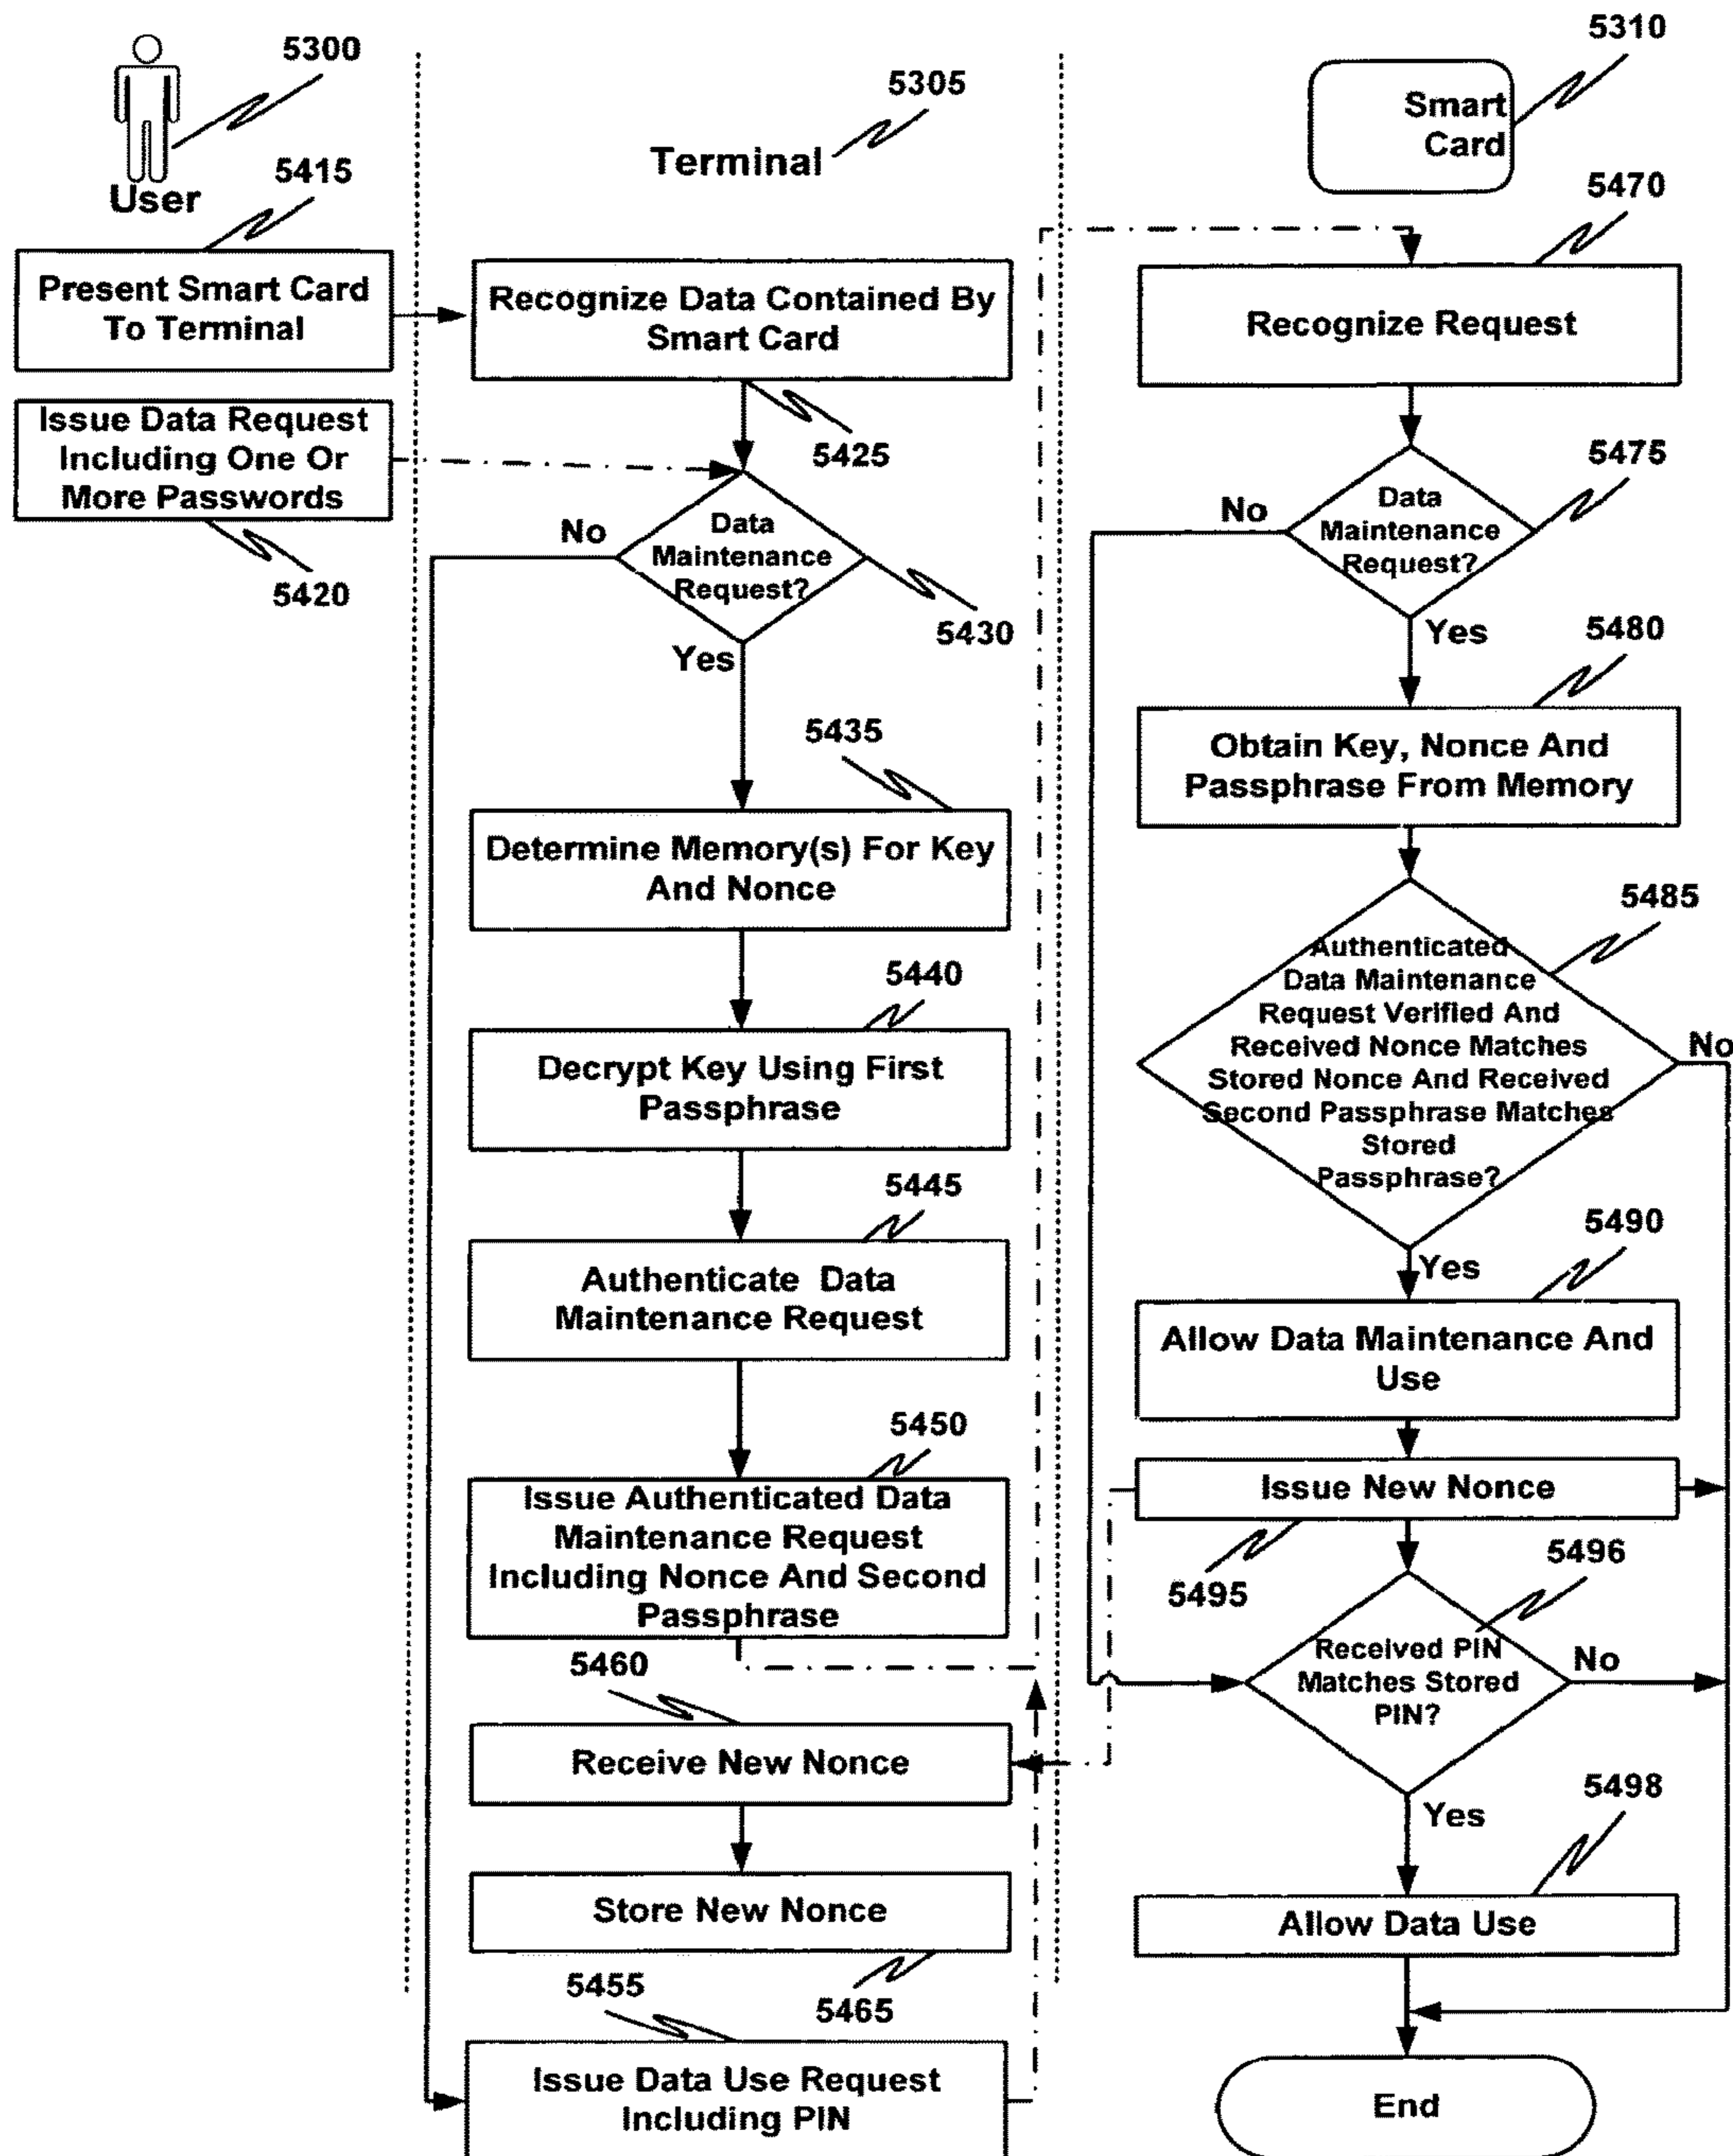 5300
User
5305
Terminal
5310
Smart
Card
5415
Present Smart Card
To Terminal
Issue Data Request
Including One Or
More Passwords
5420
Recognize Data Contained By
Smart Card
5425
Data
Maintenance
Request?
No
Yes
5430
5435
Determine Memory(s) For Key
And Nonce
5440
Decrypt Key Using First
Passphrase
5445
Authenticate Data
Maintenance Request
5450
Issue Authenticated Data
Maintenance Request
Including Nonce And Second
Passphrase
5460
Receive New Nonce
Store New Nonce
5465
5455
Issue Data Use Request
Including PIN
5470
Recognize Request
5475
Data
Maintenance
Request?
No
Yes
5480
Obtain Key, Nonce And
Passphrase From Memory
5485
Authenticated
Data Maintenance
Request Verified And
Received Nonce Matches
Stored Nonce And Received
Second Passphrase Matches
Stored
Passphrase?
No
Yes
5490
Allow Data Maintenance And
Use
Issue New Nonce
5495
5496
Received PIN
Matches Stored
PIN?
No
Yes
5498
Allow Data Use
End